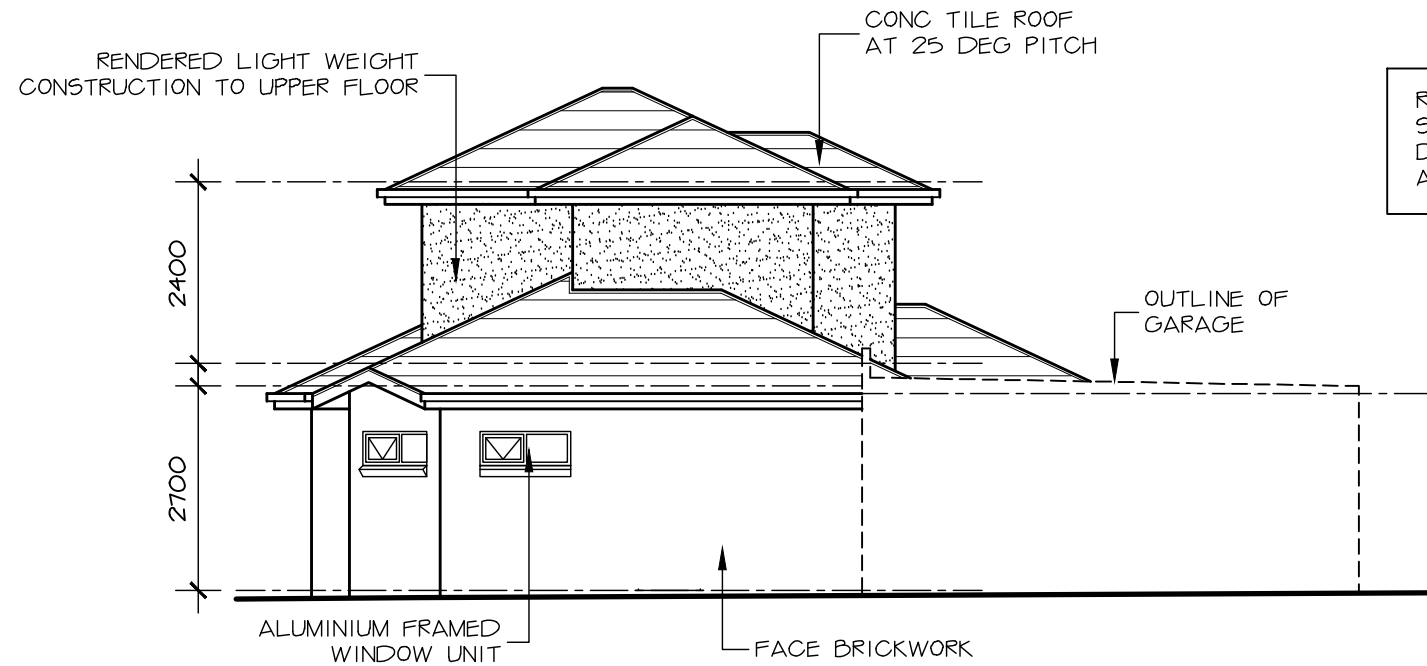 CONC TILE ROOF
AT 25 DEG PITCH
RENDERED LIGHT WEIGHT
CONSTRUCTION TO UPPER FLOOR
2400
OUTLINE OF
GARAGE
2700
ALUMINIUM FRAMED
WINDOW UNIT
FACE BRICKWORK